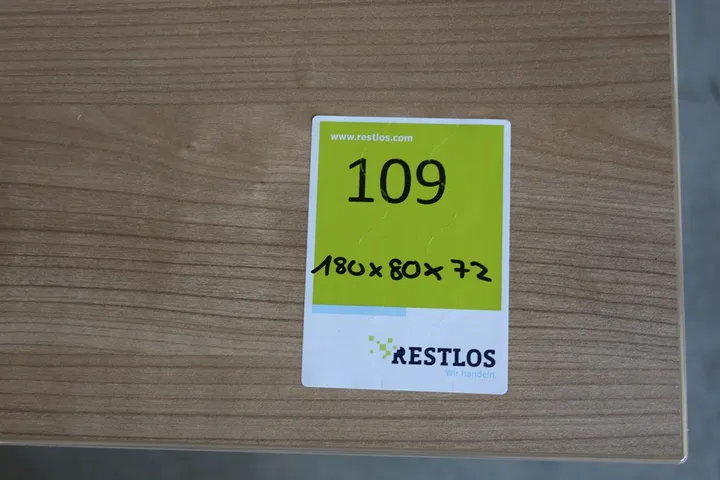 www.restlos.com
109
180x80x72
RESTLOS
Wir handeln.